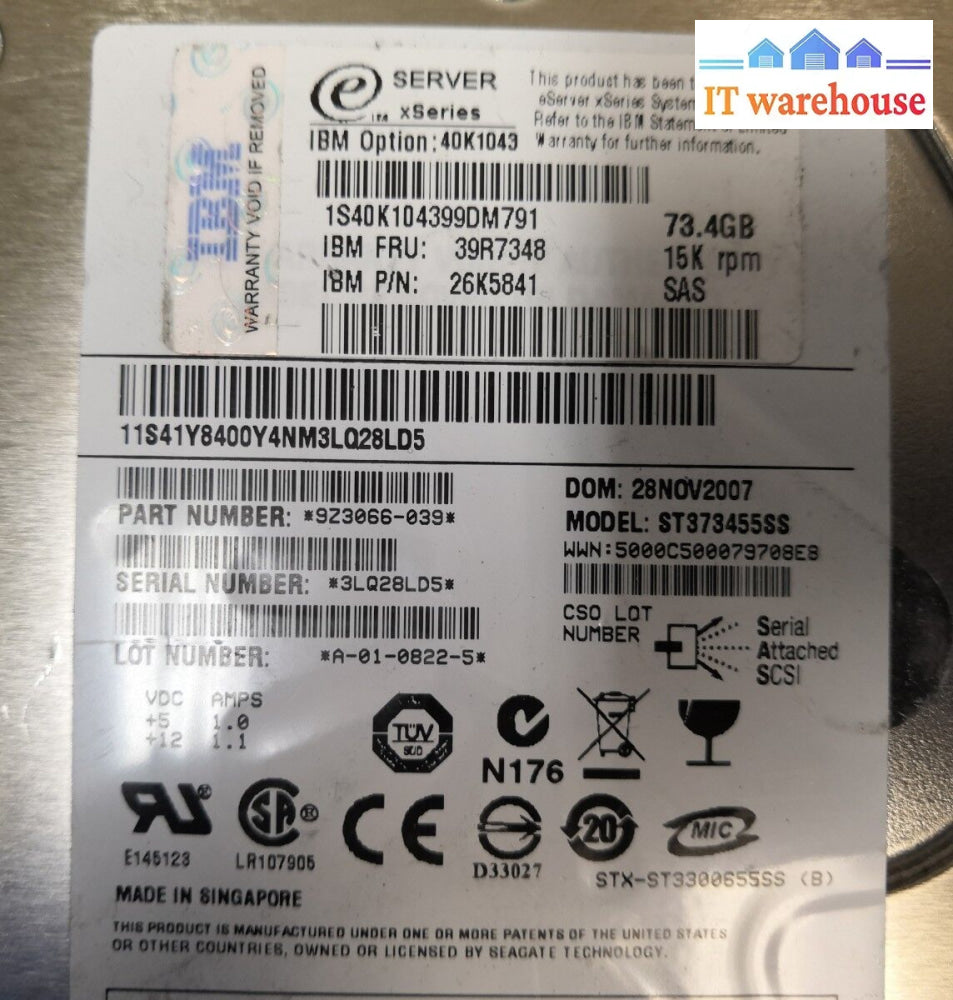 IT warehouse
IBM
WARRANTY VOID IF REMOVED
e SERVER
xSeries
This product has been
eServer xSeries System
Refer to the IBM Statem
Warranty for further information.
IBM Option: 40K1043
1S40K104399DM791
IBM FRU: 39R7348
IBM P/N: 26K5841
73.4GB
15K rpm
SAS
11S41Y8400Y4NM3LQ28LD5
PART NUMBER: *9Z3066-039*
SERIAL NUMBER: *3LQ28LD5*
LOT NUMBER: *A-01-0822-5*
DOM: 28NOV2007
MODEL: ST373455SS
WWN:5000C500079708E8
CSO LOT
NUMBER
Serial
Attached
SCSI
VDC AMPS
+5 1.0
+12 1.1
TÜV
SÜD
N176
E145123
SA
LR107905
CE
D33027
20
MIC
STX-ST3300655SS (B)
MADE IN SINGAPORE
THIS PRODUCT IS MANUFACTURED UNDER ONE OR MORE PATENTS OF THE UNITED STATES
OR OTHER COUNTRIES, OWNED OR LICENSED BY SEAGATE TECHNOLOGY.